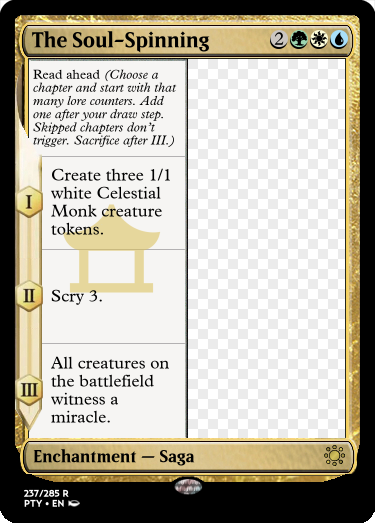 The Soul-Spinning 2
Read ahead (Choose a
chapter and start with that
many lore counters. Add
one after your draw step.
Skipped chapters don't
trigger. Sacrifice after III.)
I
Create three 1/1
white Celestial
Monk creature
tokens.
II
Scry 3.
III
All creatures on
the battlefield
witness a
miracle.
Enchantment — Saga
237/285 R
PTY • EN